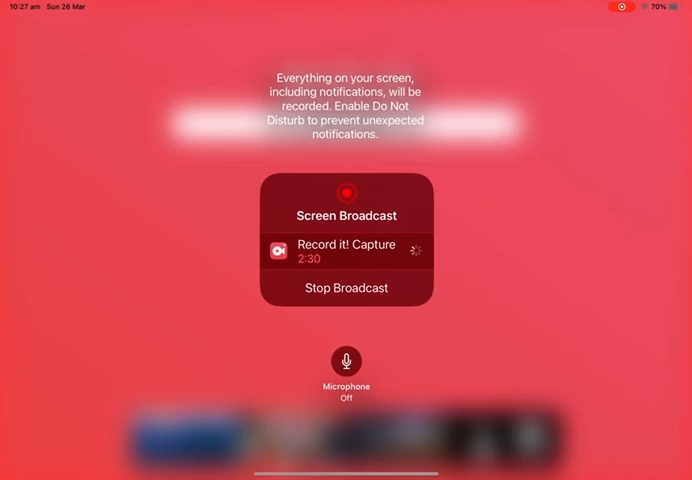 10:27 am Sun 26 Mar
70%
Everything on your screen,
including notifications, will be
recorded. Enable Do Not
Disturb to prevent unexpected
notifications.
Screen Broadcast
Record it! Capture
2:30
Stop Broadcast
Microphone
Off